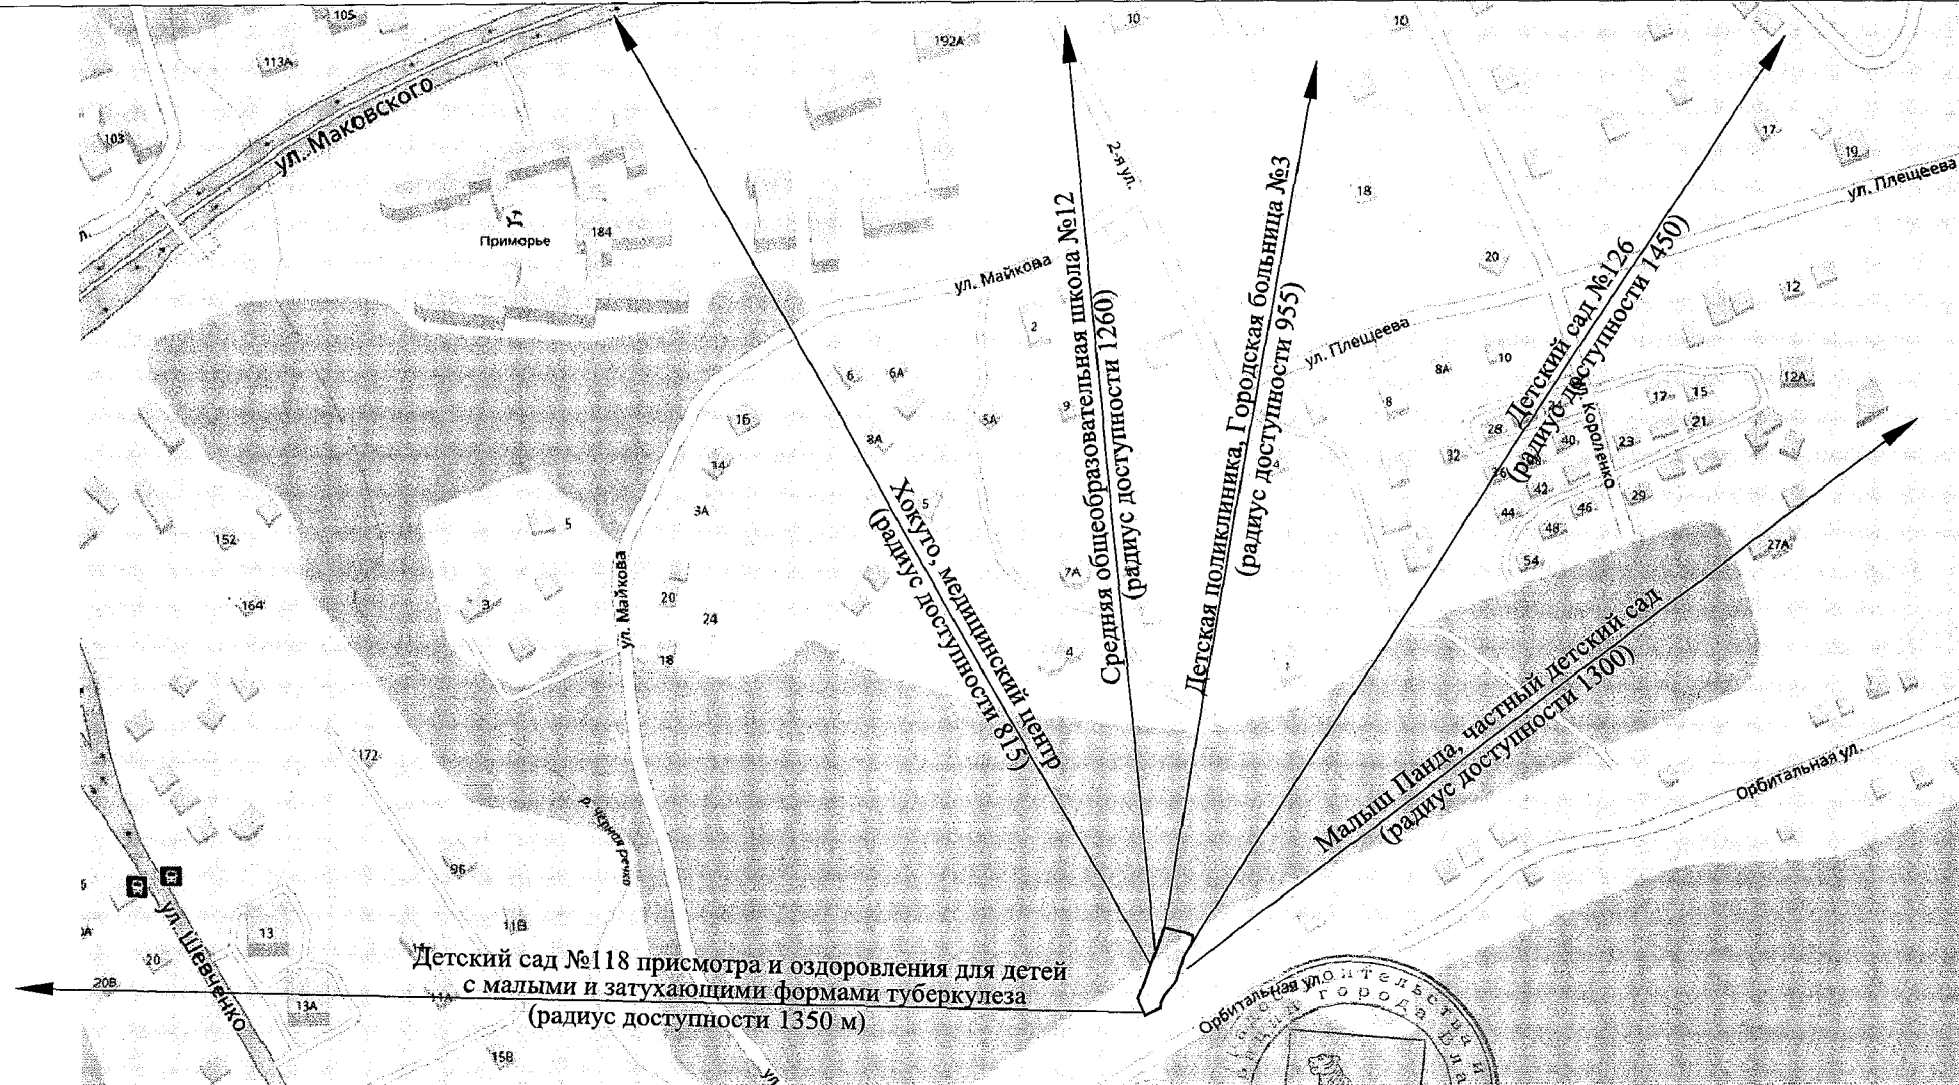 105
113А
103
ул. Маковского
192А
10
10
2-я ул.
17
19
ул. Плещеева
Приморье
184
18
20
12
ул. Майкова
2
ул. Плещеева
6
6А
8А
10
12А
16
5А
9
8
8А
14
3А
5
Хокуто, медицинский центр
(радиус доступности 815)
Средняя общеобразовательная школа №12
(радиус доступности 1260)
Детская поликлиника, Городская больница №3
(радиус доступности 955)
Детский сад №126
(радиус доступности 1450)
Малыш Панда, частный детский сад
(радиус доступности 1300)
17
15
21
28
32
40
23
42
44
46
48
29
54
27А
152
164
5
3
ул. Майкова
20
24
18
7А
4
172
р. Черная речка
Орбитальная ул.
96
11В
13
20
20В
13А
11А
15В
ул. Шевченко
Детский сад №118 присмотра и оздоровления для детей
с малыми и затухающими формами туберкулеза
(радиус доступности 1350 м)
Орбитальная ул.
города